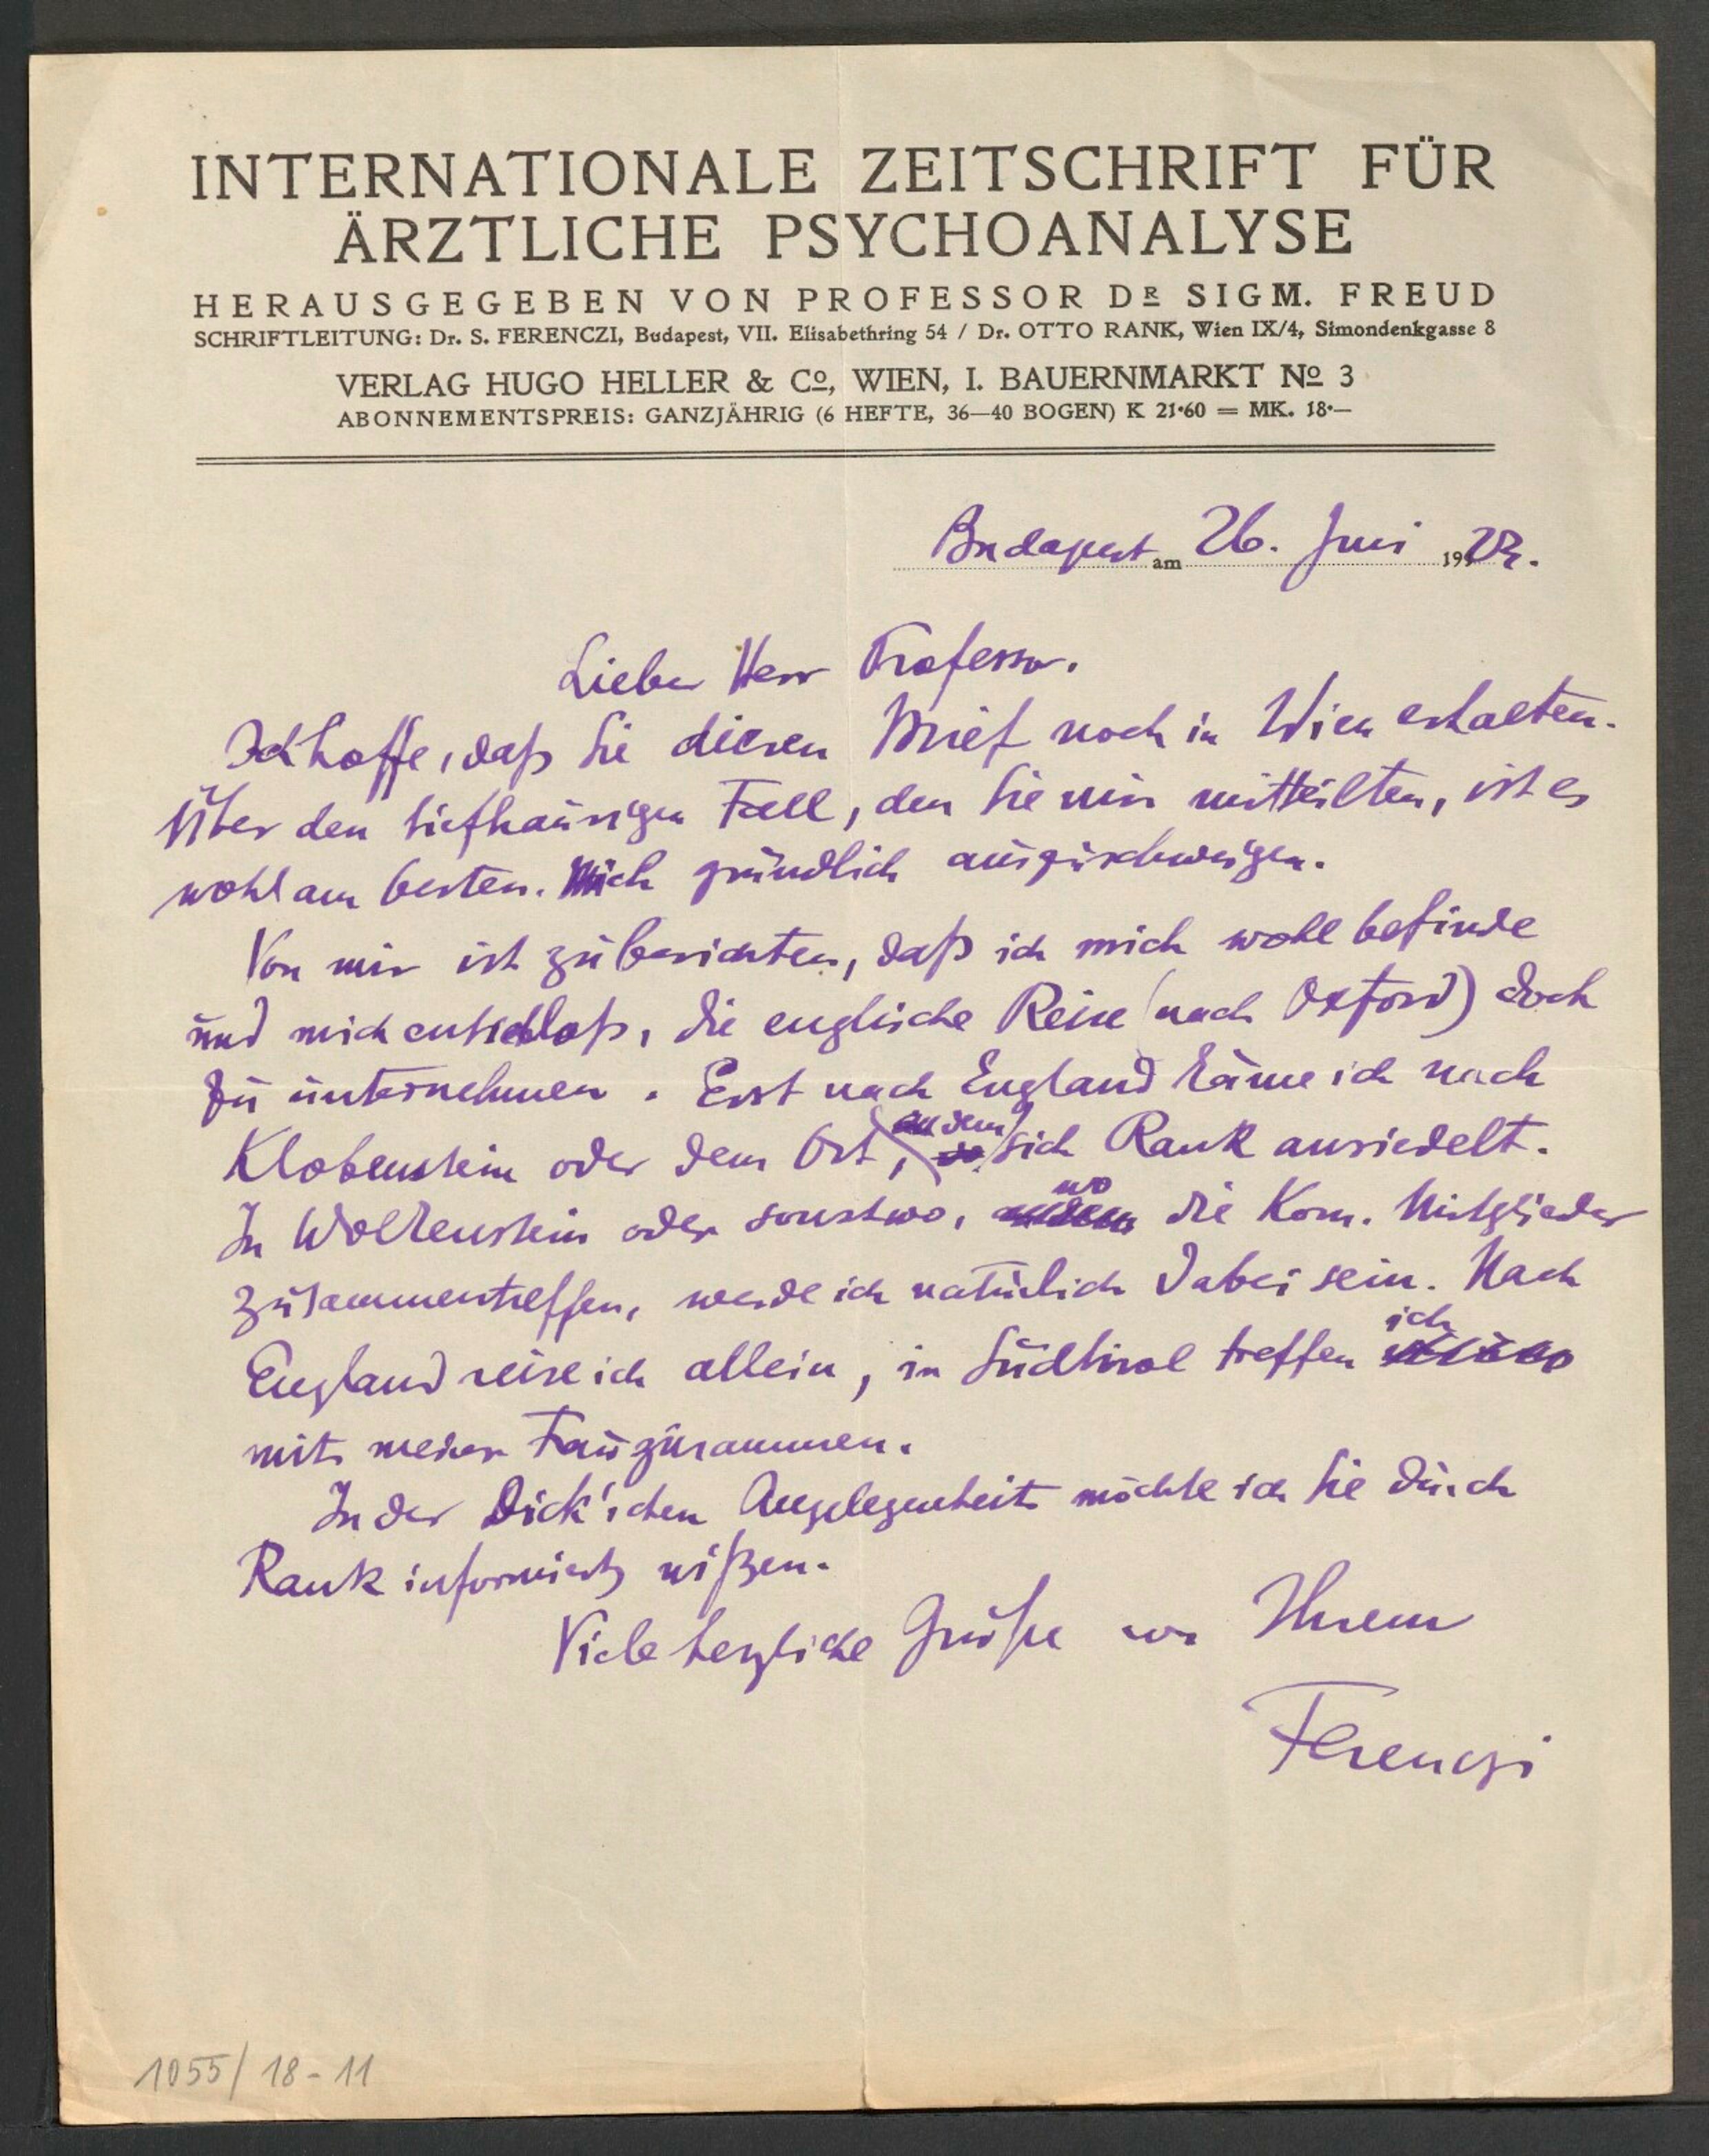 INTERNATIONALE ZEITSCHRIFT FÜR
ÄRZTLICHE PSYCHOANALYSE
HERAUSGEGEBEN VON PROFESSOR DR SIGM. FREUD
SCHRIFTLEITUNG: Dr. S. FERENCZI, Budapest, VII. Elisabethring 54 / Dr. OTTO RANK, Wien IX/4, Simondenkgasse 8
VERLAG HUGO HELLER & Co, WIEN, I. BAUERNMARKT No 3
ABONNEMENTSPREIS: GANZJÄHRIG (6 HEFTE, 36—40 BOGEN) K 21·60 = MK. 18·—
Budapest am 26. Juni 1923.
Lieber Herr Professor.
Ich hoffe, daß Sie diesen Brief noch in Wien erhalten.
Über den Fall, den Sie mir mitteilten, ist es
wohl am besten. Mich gründlich auszuschweigen.
Von mir ist zu berichten, daß ich mich wohl befinde
und mich entschloß, die englische Reise (nach Oxford) doch
zu unternehmen. Erst nach England käme ich nach
Klobenstein oder dem Ort, an dem sich Rank ansiedelt.
In Wolkenstein oder sonstwo, wo die Kom. Mitglieder
zusammentreffen, werde ich natürlich dabei sein. Nach
England reise ich allein, in Südtirol treffen ich
mit meiner Frau zusammen.
In der Dick'schen Angelegenheit möchte ich Sie durch
Rank informiert wißen.
Viele herzliche Grüße von Ihrem
Ferenczi
1055/18-11